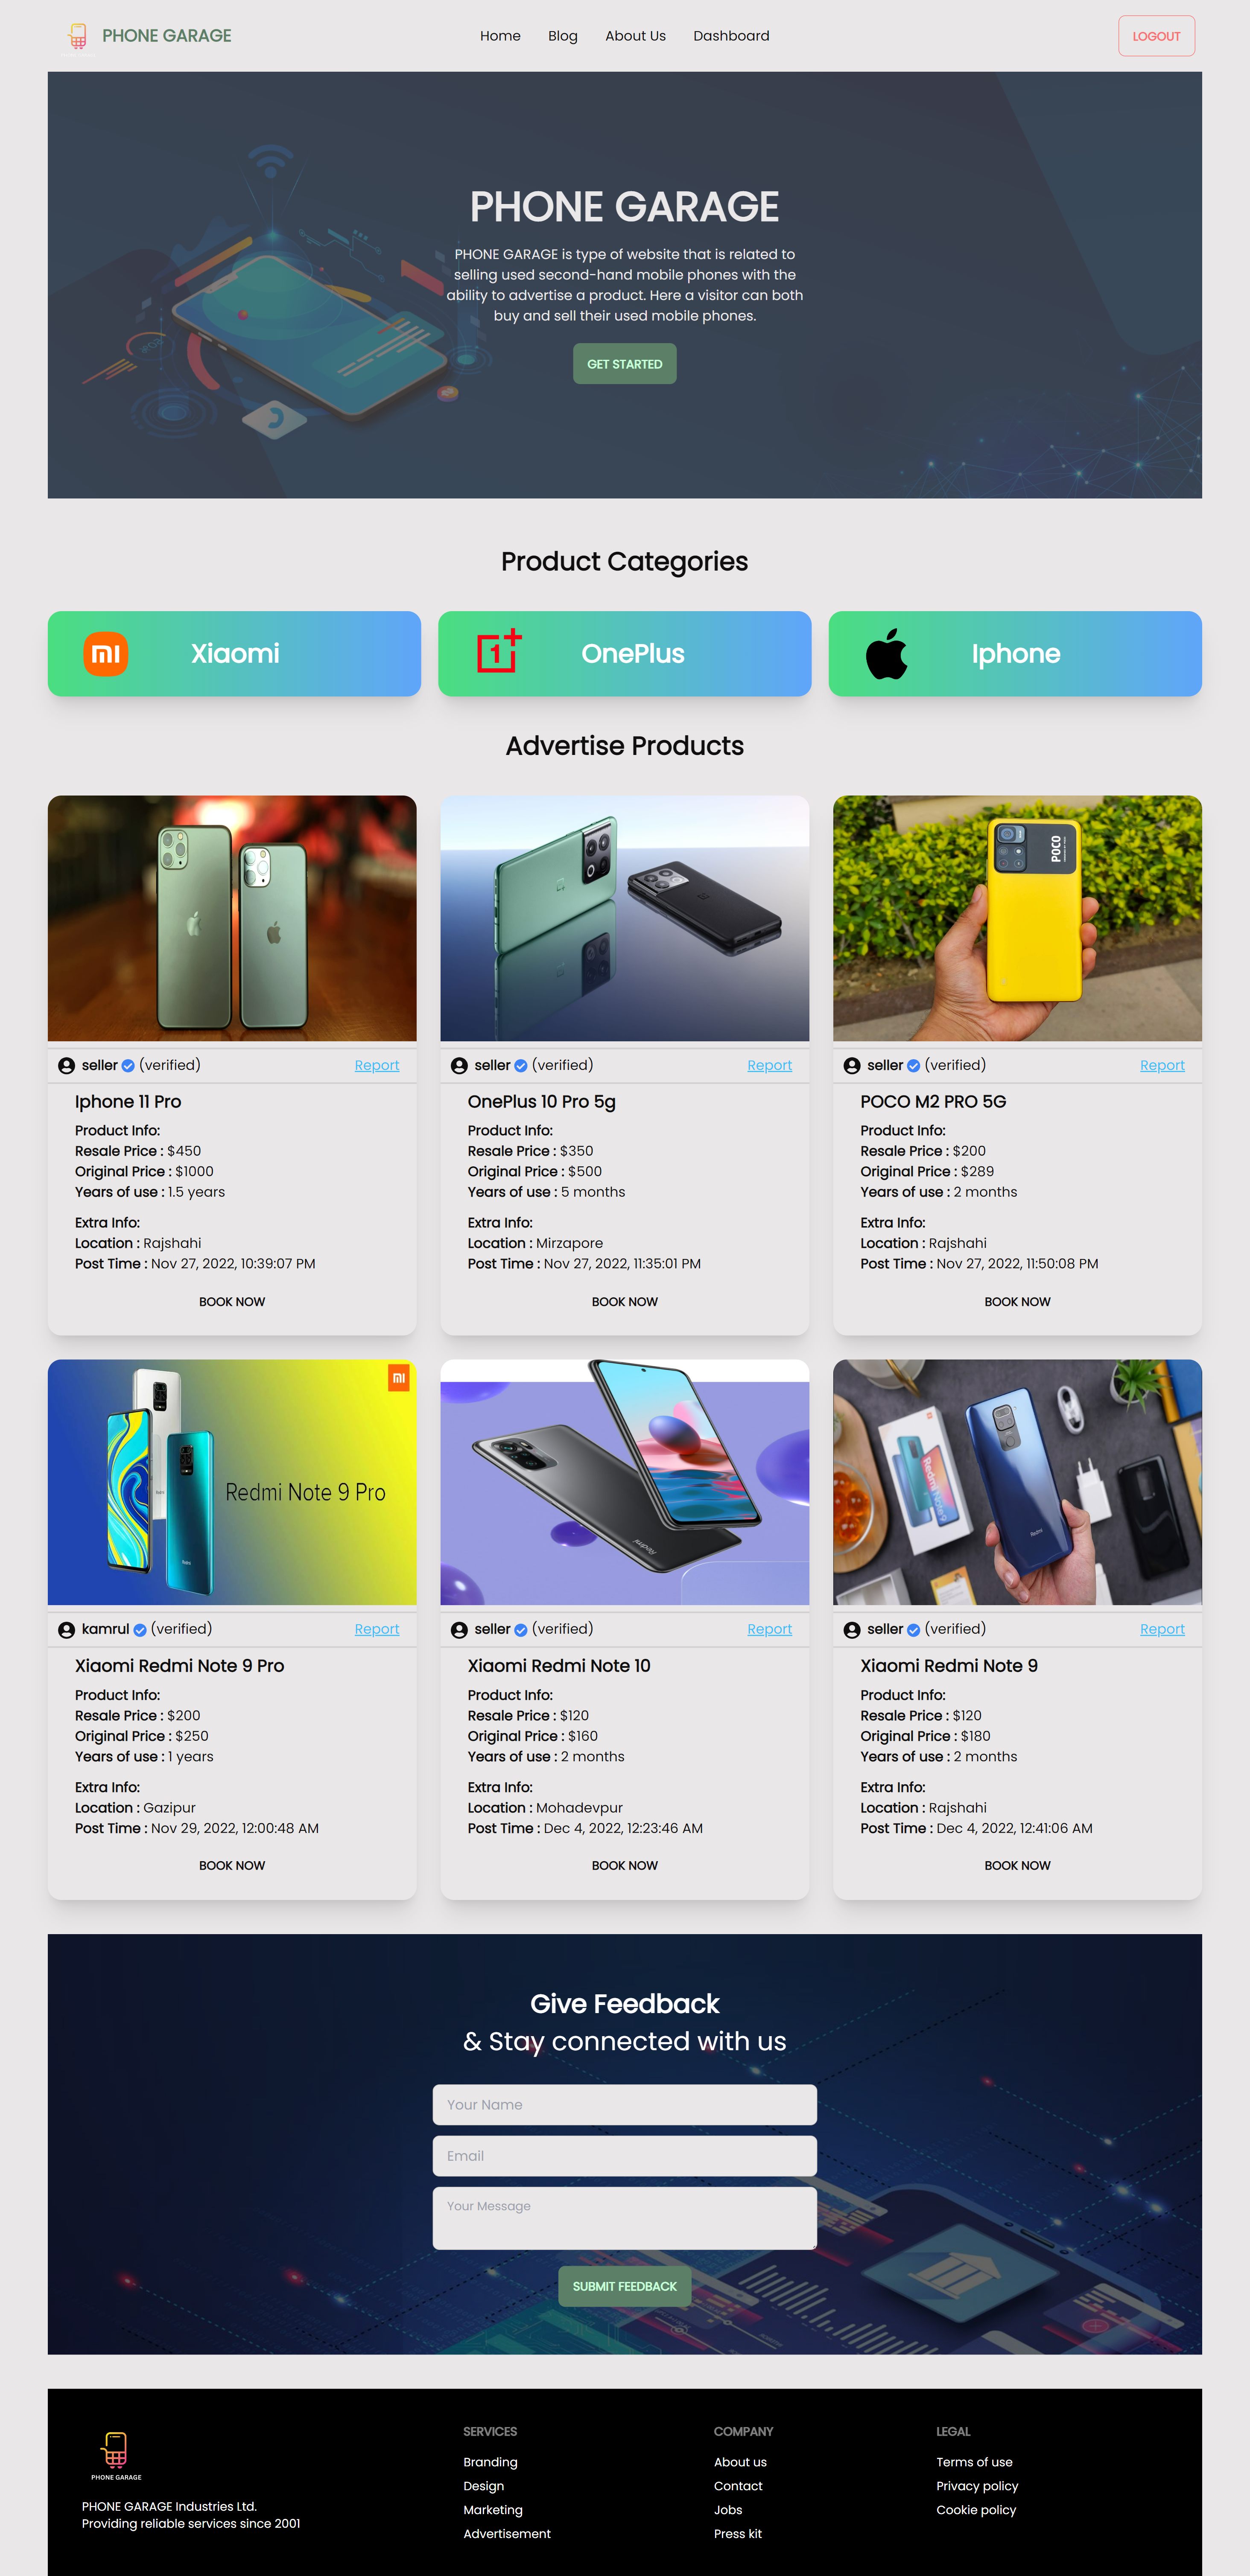 PHONE GARAGE
Home
Blog
About Us
Dashboard
LOGOUT
PHONE GARAGE
PHONE GARAGE is type of website that is related to
selling used second-hand mobile phones with the
ability to advertise a product. Here a visitor can both
buy and sell their used mobile phones.
GET STARTED
Product Categories
Xiaomi
OnePlus
Iphone
Advertise Products
POCO
seller (verified) Report
Iphone 11 Pro
Product Info:
Resale Price : $450
Original Price : $1000
Years of use : 1.5 years
Extra Info:
Location : Rajshahi
Post Time : Nov 27, 2022, 10:39:07 PM
BOOK NOW
seller (verified) Report
OnePlus 10 Pro 5g
Product Info:
Resale Price : $350
Original Price : $500
Years of use : 5 months
Extra Info:
Location : Mirzapore
Post Time : Nov 27, 2022, 11:35:01 PM
BOOK NOW
seller (verified) Report
POCO M2 PRO 5G
Product Info:
Resale Price : $200
Original Price : $289
Years of use : 2 months
Extra Info:
Location : Rajshahi
Post Time : Nov 27, 2022, 11:50:08 PM
BOOK NOW
Redmi Note 9 Pro
kamrul (verified) Report
Xiaomi Redmi Note 9 Pro
Product Info:
Resale Price : $200
Original Price : $250
Years of use : 1 years
Extra Info:
Location : Gazipur
Post Time : Nov 29, 2022, 12:00:48 AM
BOOK NOW
Redmi
seller (verified) Report
Xiaomi Redmi Note 10
Product Info:
Resale Price : $120
Original Price : $160
Years of use : 2 months
Extra Info:
Location : Mohadevpur
Post Time : Dec 4, 2022, 12:23:46 AM
BOOK NOW
Redmi Note 9
Redmi
seller (verified) Report
Xiaomi Redmi Note 9
Product Info:
Resale Price : $120
Original Price : $180
Years of use : 2 months
Extra Info:
Location : Rajshahi
Post Time : Dec 4, 2022, 12:41:06 AM
BOOK NOW
Give Feedback
& Stay connected with us
Your Name
Email
Your Message
SUBMIT FEEDBACK
PHONE GARAGE
PHONE GARAGE Industries Ltd.
Providing reliable services since 2001
SERVICES
Branding
Design
Marketing
Advertisement
COMPANY
About us
Contact
Jobs
Press kit
LEGAL
Terms of use
Privacy policy
Cookie policy